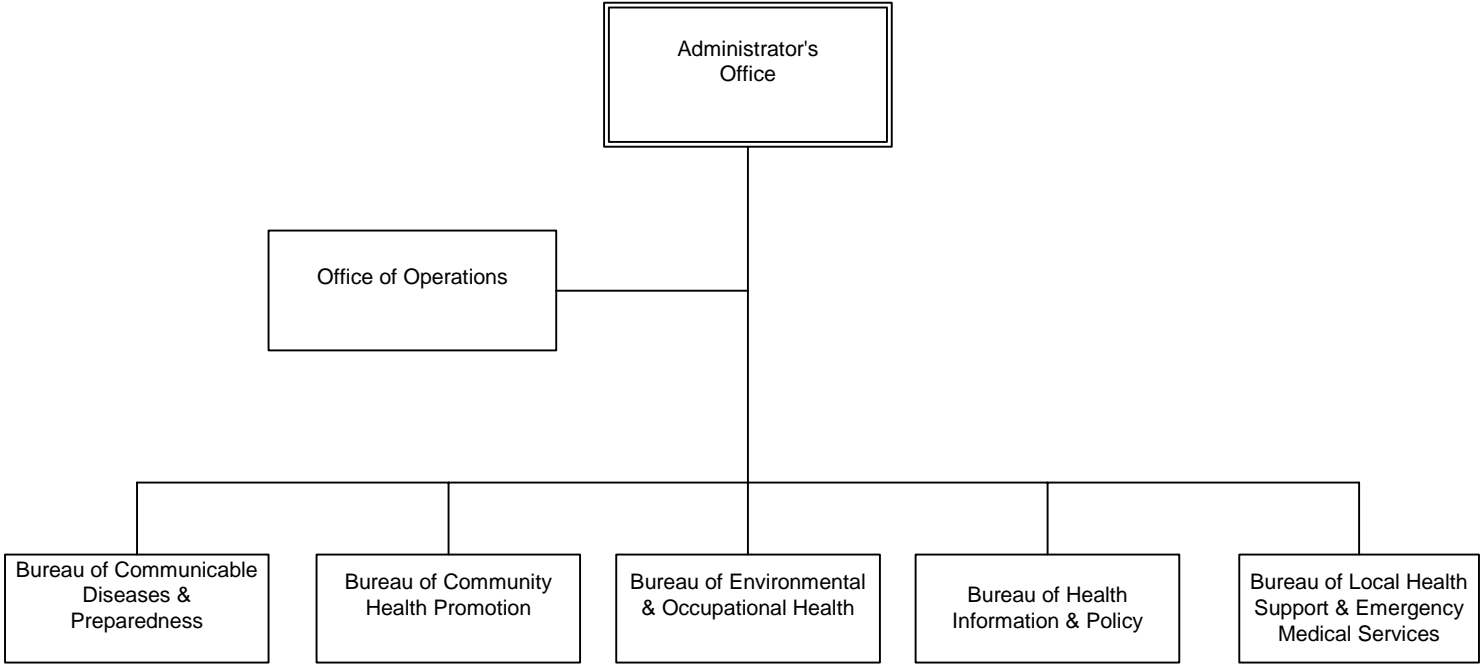 Administrator's
Office
Office of Operations
Bureau of Communicable
Diseases &
Preparedness
Bureau of Community
Health Promotion
Bureau of Environmental
& Occupational Health
Bureau of Health
Information & Policy
Bureau of Local Health
Support & Emergency
Medical Services